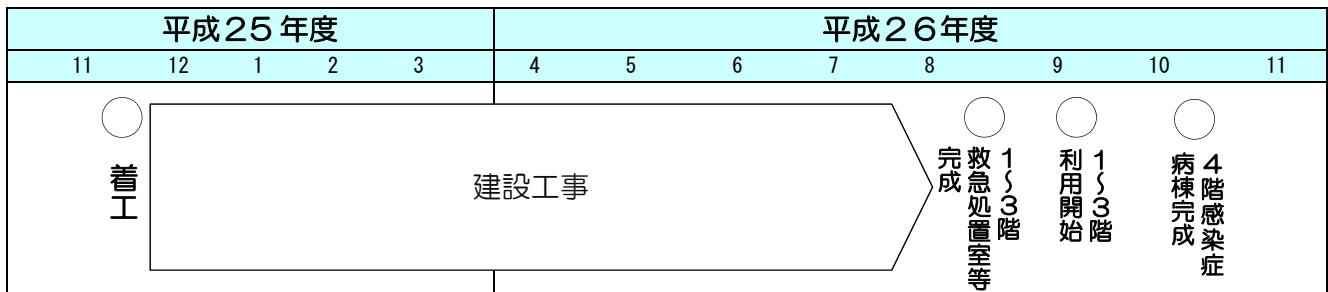 平成25年度
平成26年度
11 12 1 2 3 4 5 6 7 8 9 10 11
着工
建設工事
1~3階
救急処置室等
完成
1~3階
利用開始
4階感染症
病棟完成